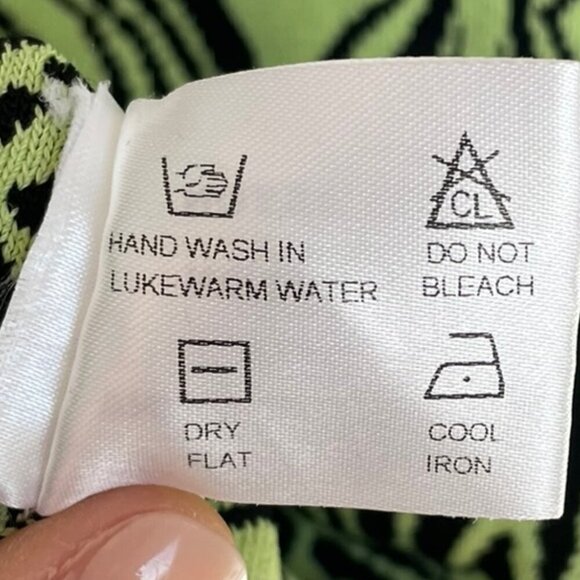 HAND WASH IN
LUKEWARM WATER
CL
DO NOT
BLEACH
DRY
FLAT
COOL
IRON